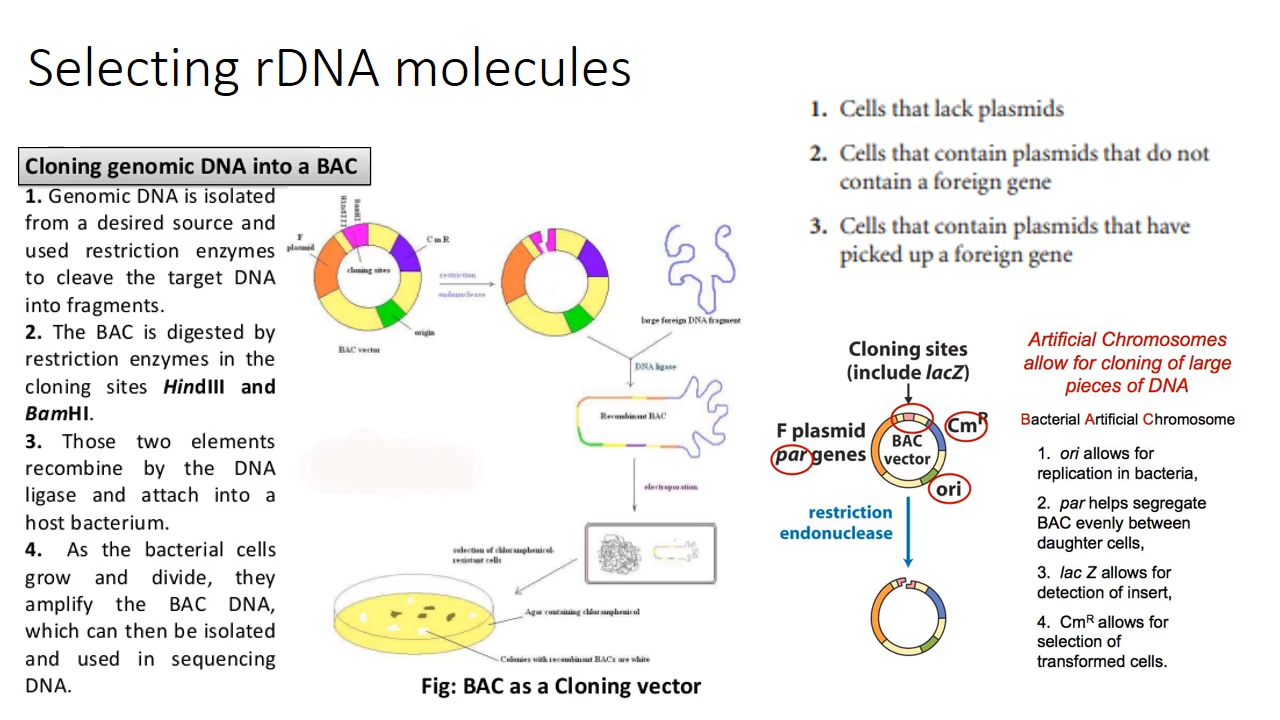 Selecting rDNA molecules
Cloning genomic DNA into a BAC
1. Genomic DNA is isolated
from a desired source and
used restriction enzymes
to cleave the target DNA
into fragments.
2. The BAC is digested by
restriction enzymes in the
cloning sites HindIII and
BamHI.
3. Those two elements
recombine by the DNA
ligase and attach into a
host bacterium.
4. As the bacterial cells
grow and divide, they
amplify the BAC DNA,
which can then be isolated
and used in sequencing
DNA.
HindIII
BamHI
F
plasmid
CmR
cloning sites
origin
BAC vector
restriction
endonuclease
large foreign DNA fragment
DNA ligase
Recombinant BAC
electroporation
selection of chloramphenicol-
resistant cells
Agar containing chloramphenicol
Colonies with recombinant BACs are white
Fig: BAC as a Cloning vector
1. Cells that lack plasmids
2. Cells that contain plasmids that do not
contain a foreign gene
3. Cells that contain plasmids that have
picked up a foreign gene
Cloning sites
(include lacZ)
F plasmid
par genes
BAC
vector
CmR
ori
restriction
endonuclease
Artificial Chromosomes
allow for cloning of large
pieces of DNA
Bacterial Artificial Chromosome
1. ori allows for
replication in bacteria,
2. par helps segregate
BAC evenly between
daughter cells,
3. lac Z allows for
detection of insert,
4. CmR allows for
selection of
transformed cells.